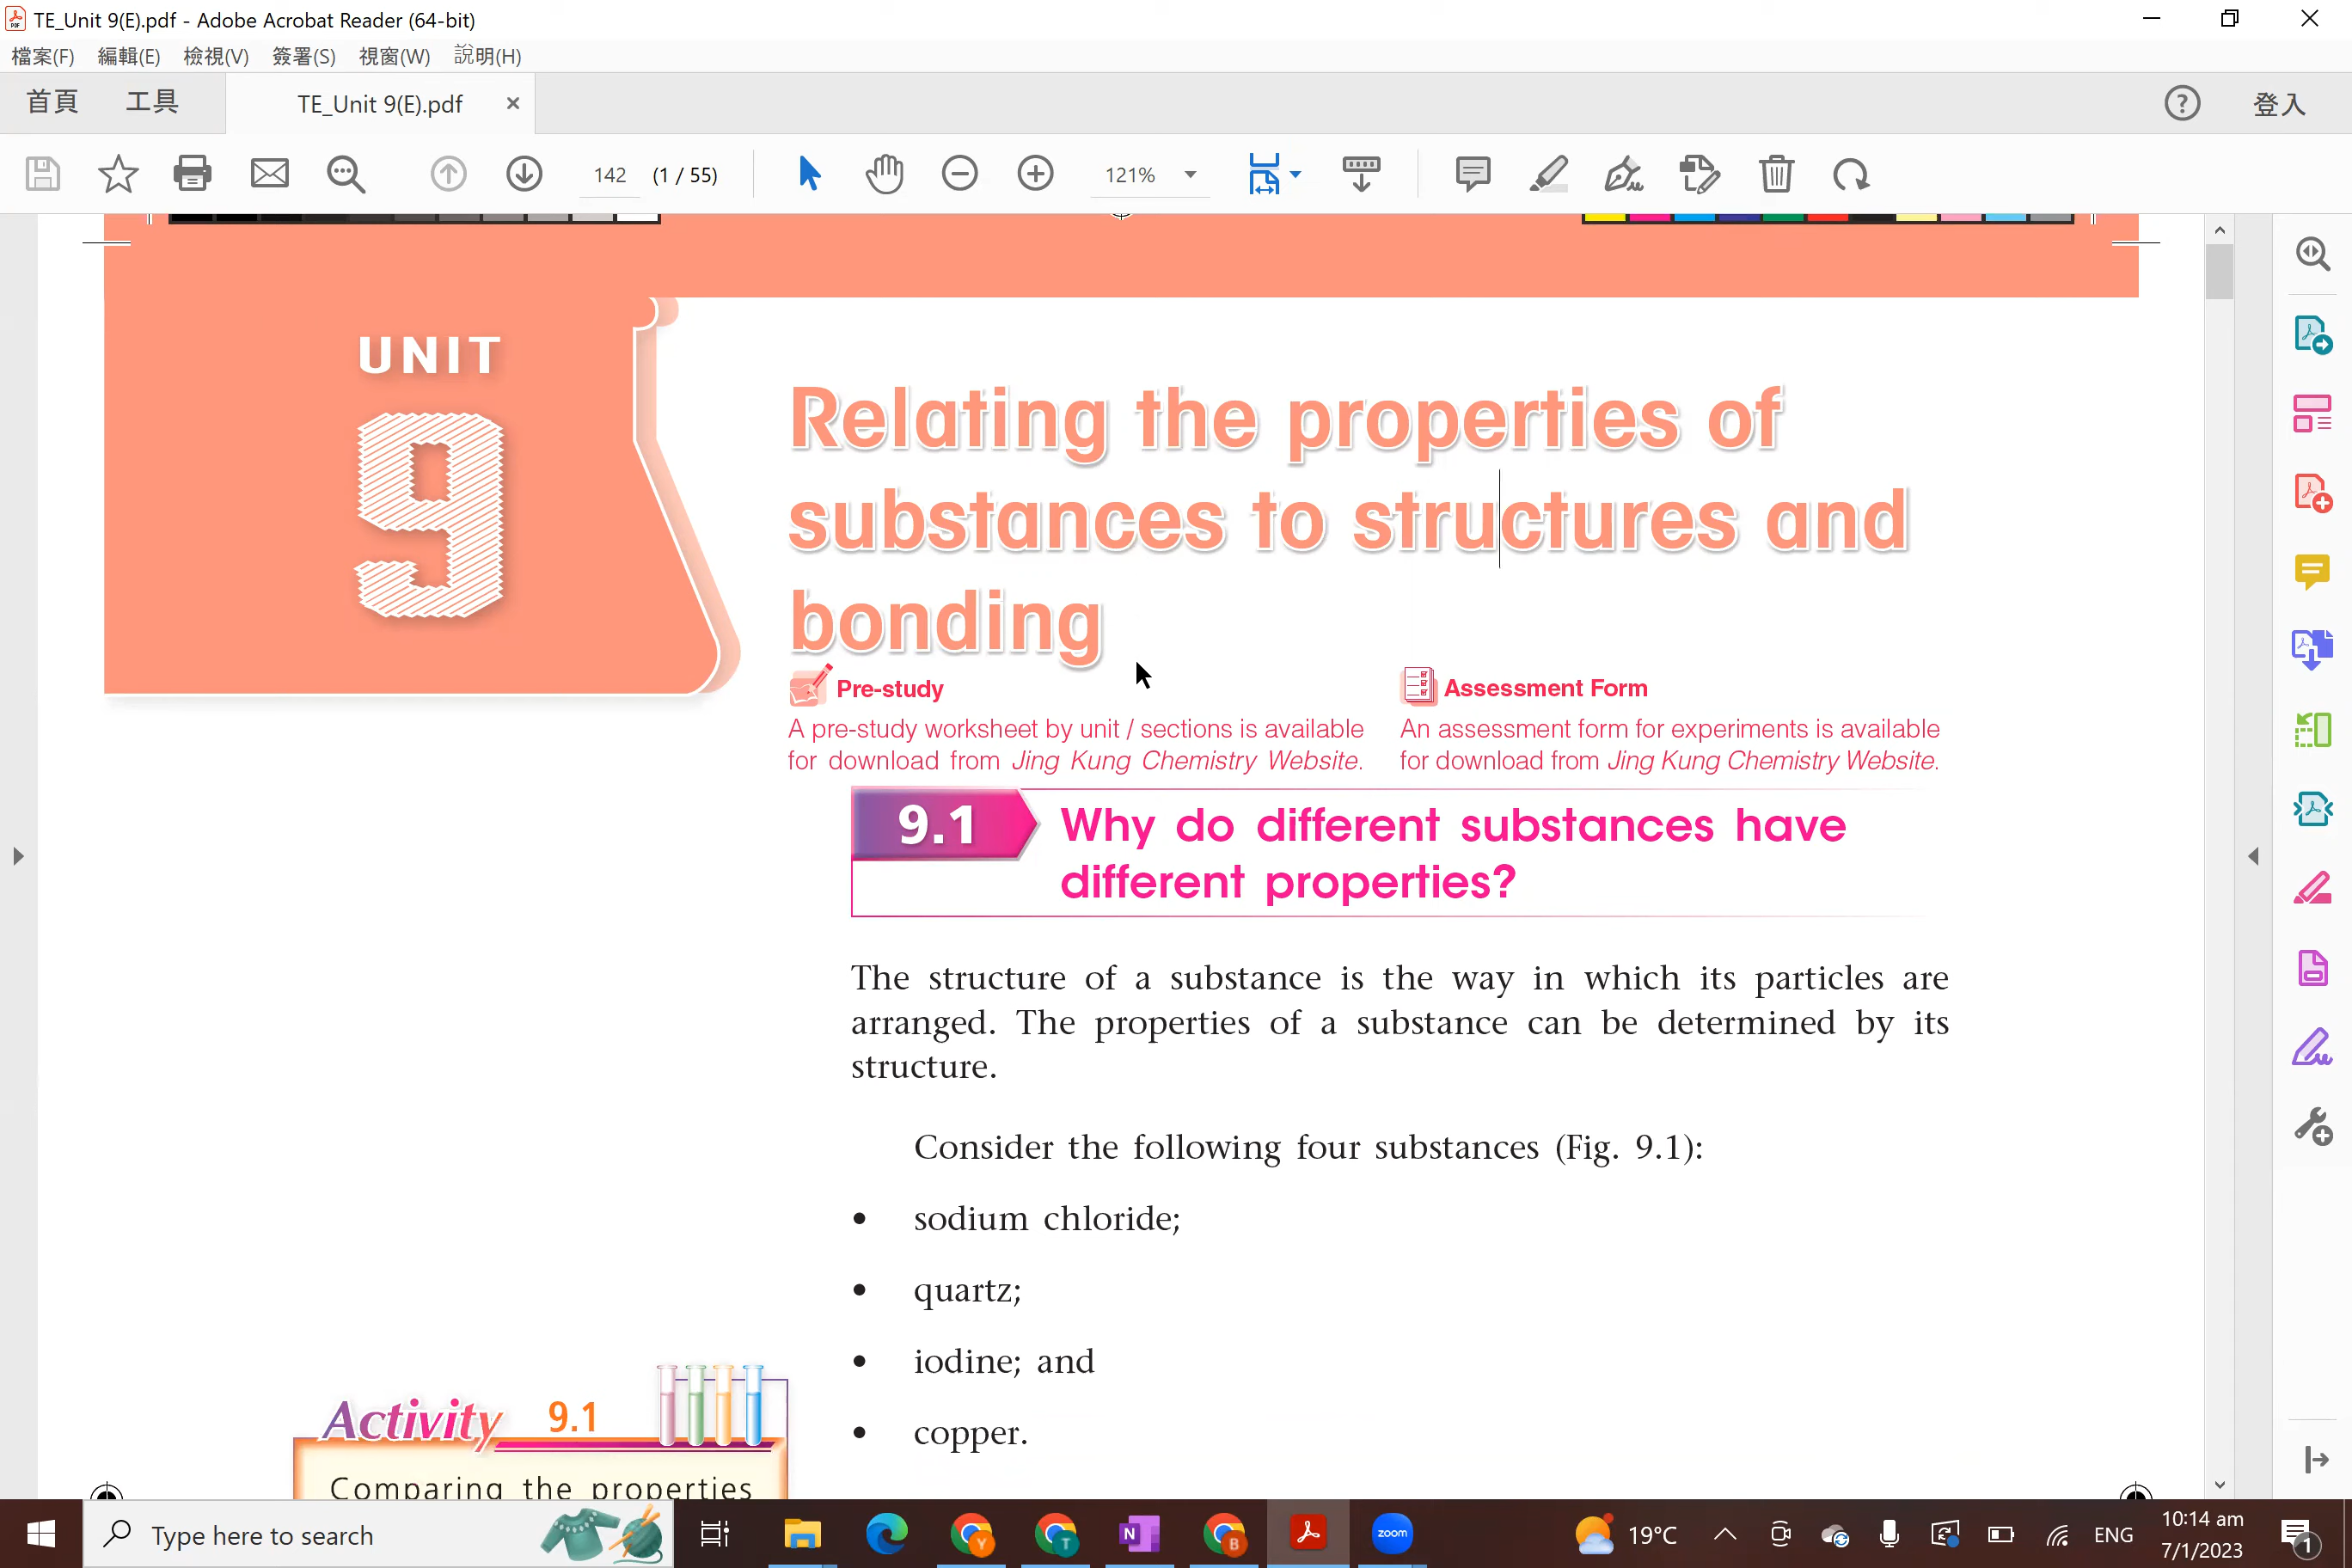 TE_Unit 9(E).pdf - Adobe Acrobat Reader (64-bit)
檔案(F) 編輯(E) 檢視(V) 簽署(S) 視窗(W) 說明(H)
首頁 工具 TE_Unit 9(E).pdf 登入
142 (1 / 55) 121%
UNIT
9
Relating the properties of
substances to structures and
bonding
Pre-study
A pre-study worksheet by unit / sections is available
for download from Jing Kung Chemistry Website.
Assessment Form
An assessment form for experiments is available
for download from Jing Kung Chemistry Website.
9.1 Why do different substances have
different properties?
The structure of a substance is the way in which its particles are
arranged. The properties of a substance can be determined by its
structure.
Consider the following four substances (Fig. 9.1):
• sodium chloride;
• quartz;
• iodine; and
• copper.
Activity 9.1
Comparing the properties
Type here to search
N
Y
T
B
zoom
19°C
ENG
10:14 am
7/1/2023
1